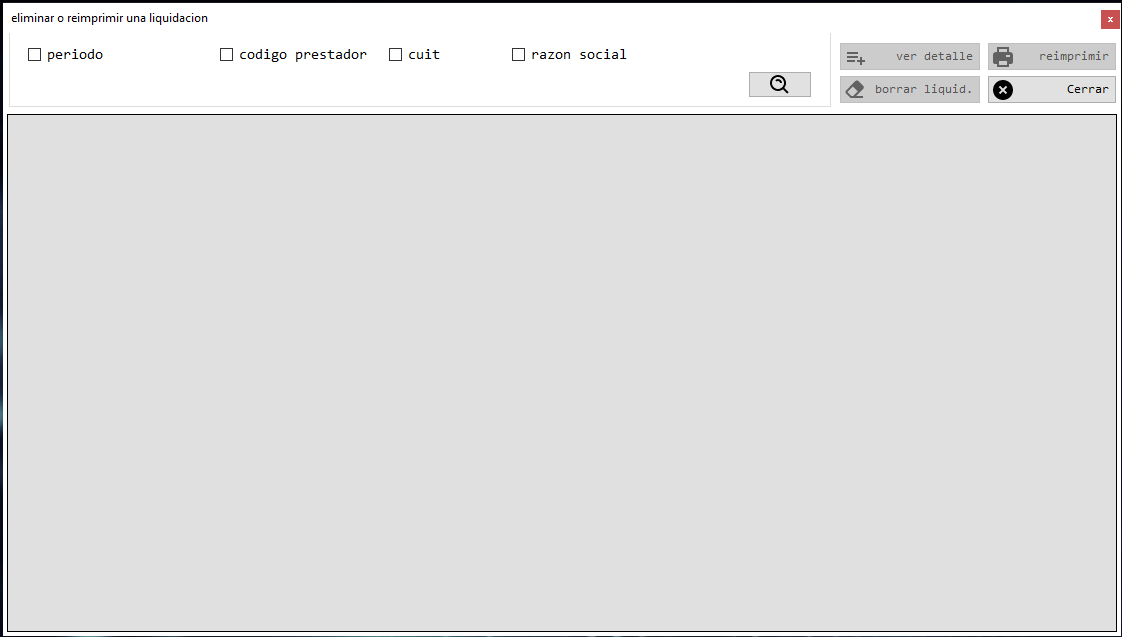 eliminar o reimprimir una liquidacion
x
periodo codigo prestador cuit razon social
ver detalle reimprimir
borrar liquid. Cerrar